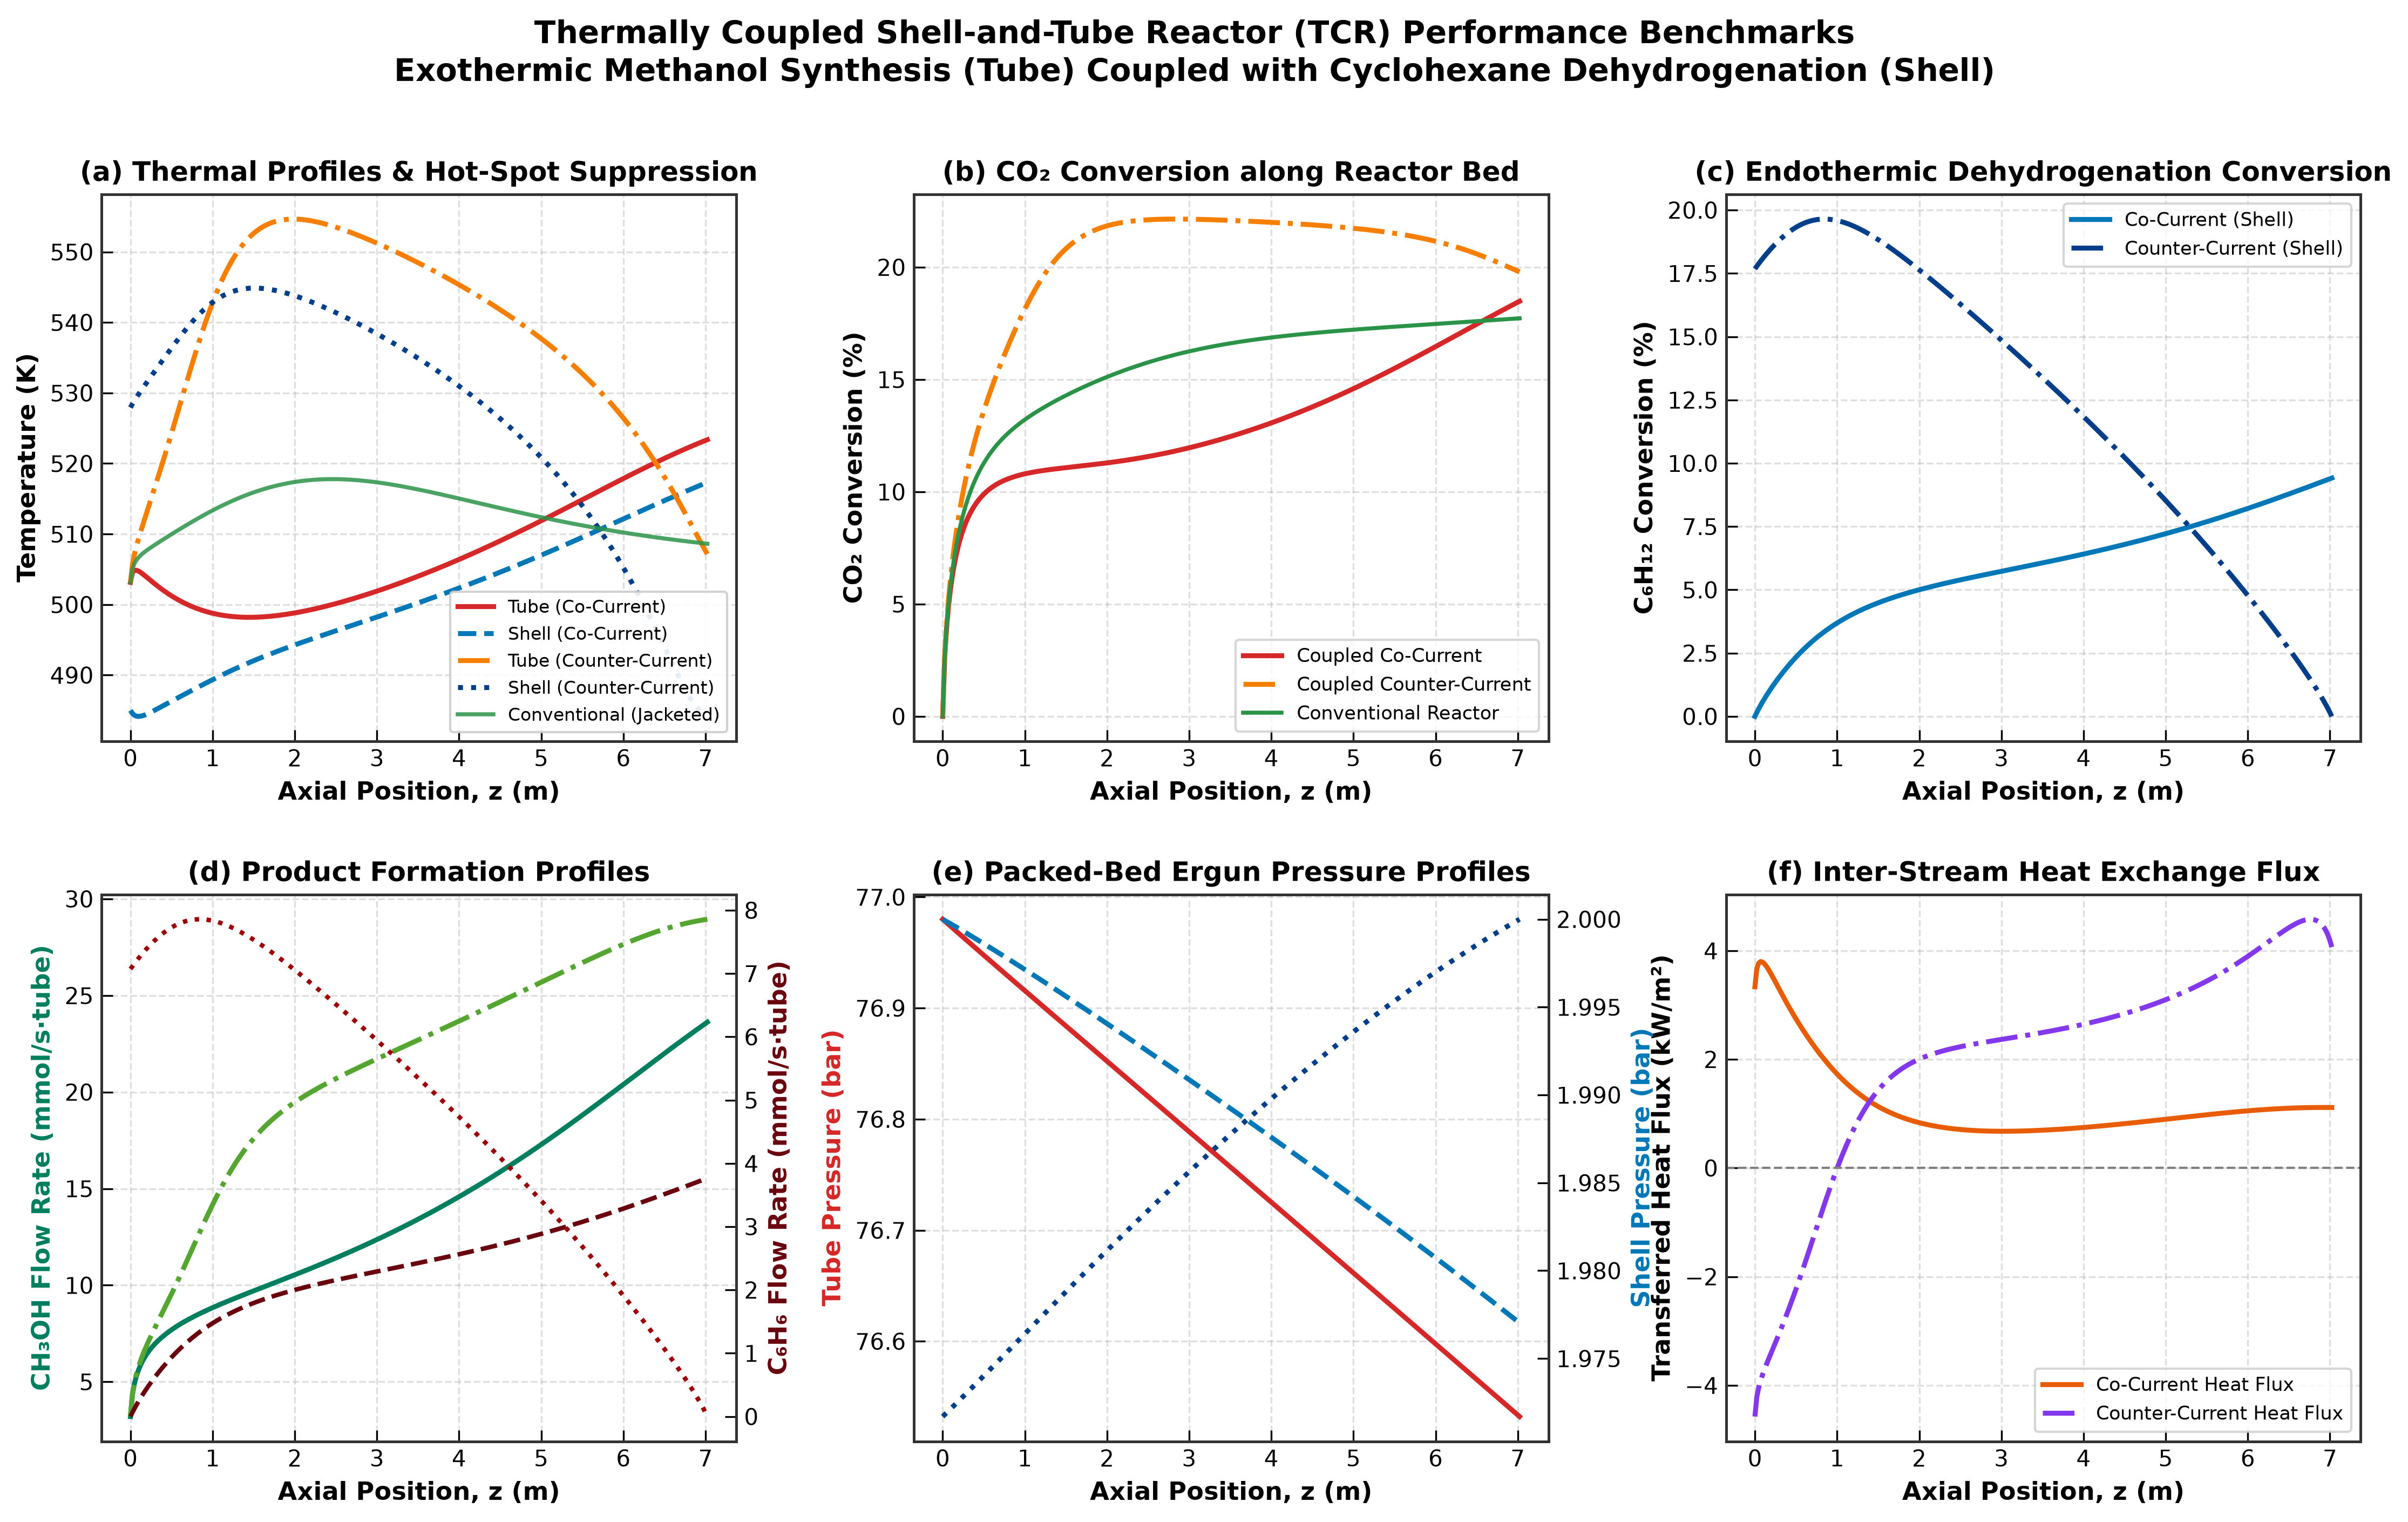 Thermally Coupled Shell-and-Tube Reactor (TCR) Performance Benchmarks
Exothermic Methanol Synthesis (Tube) Coupled with Cyclohexane Dehydrogenation (Shell)
(a) Thermal Profiles & Hot-Spot Suppression
Temperature (K)
550
540
530
520
510
500
490
Tube (Co-Current)
Shell (Co-Current)
Tube (Counter-Current)
Shell (Counter-Current)
Conventional (Jacketed)
0 1 2 3 4 5 6 7
Axial Position, z (m)
(b) CO₂ Conversion along Reactor Bed
CO₂ Conversion (%)
20
15
10
5
0
Coupled Co-Current
Coupled Counter-Current
Conventional Reactor
0 1 2 3 4 5 6 7
Axial Position, z (m)
(c) Endothermic Dehydrogenation Conversion
C₆H₁₂ Conversion (%)
20.0
17.5
15.0
12.5
10.0
7.5
5.0
2.5
0.0
Co-Current (Shell)
Counter-Current (Shell)
0 1 2 3 4 5 6 7
Axial Position, z (m)
(d) Product Formation Profiles
CH₃OH Flow Rate (mmol/s·tube)
30
25
20
15
10
5
8
7
6
5
4
3
2
1
0
C₆H₆ Flow Rate (mmol/s·tube)
0 1 2 3 4 5 6 7
Axial Position, z (m)
(e) Packed-Bed Ergun Pressure Profiles
Tube Pressure (bar)
77.0
76.9
76.8
76.7
76.6
2.000
1.995
1.990
1.985
1.980
1.975
Shell Pressure (bar)
0 1 2 3 4 5 6 7
Axial Position, z (m)
(f) Inter-Stream Heat Exchange Flux
Transferred Heat Flux (kW/m²)
4
2
0
−2
−4
Co-Current Heat Flux
Counter-Current Heat Flux
0 1 2 3 4 5 6 7
Axial Position, z (m)